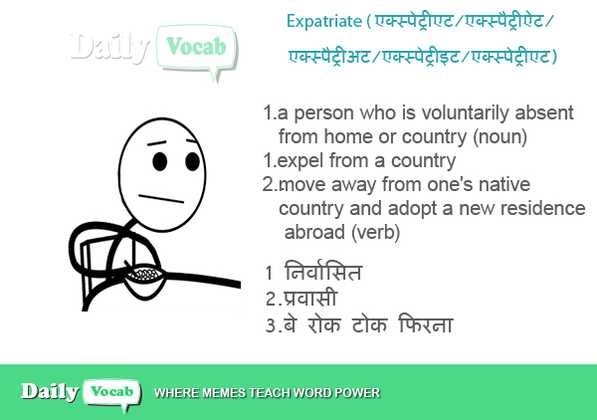 Daily Vocab
Expatriate ( एक्स्पेट्रीएट/एक्स्पैट्रीऐट/
एक्स्पैट्रीअट/एक्स्पेट्रीइट/एक्स्पेट्रीएट)
1.a person who is voluntarily absent
from home or country (noun)
1.expel from a country
2.move away from one's native
country and adopt a new residence
abroad (verb)
1 निर्वासित
2.प्रवासी
3.बे रोक टोक फिरना
Daily Vocab WHERE MEMES TEACH WORD POWER